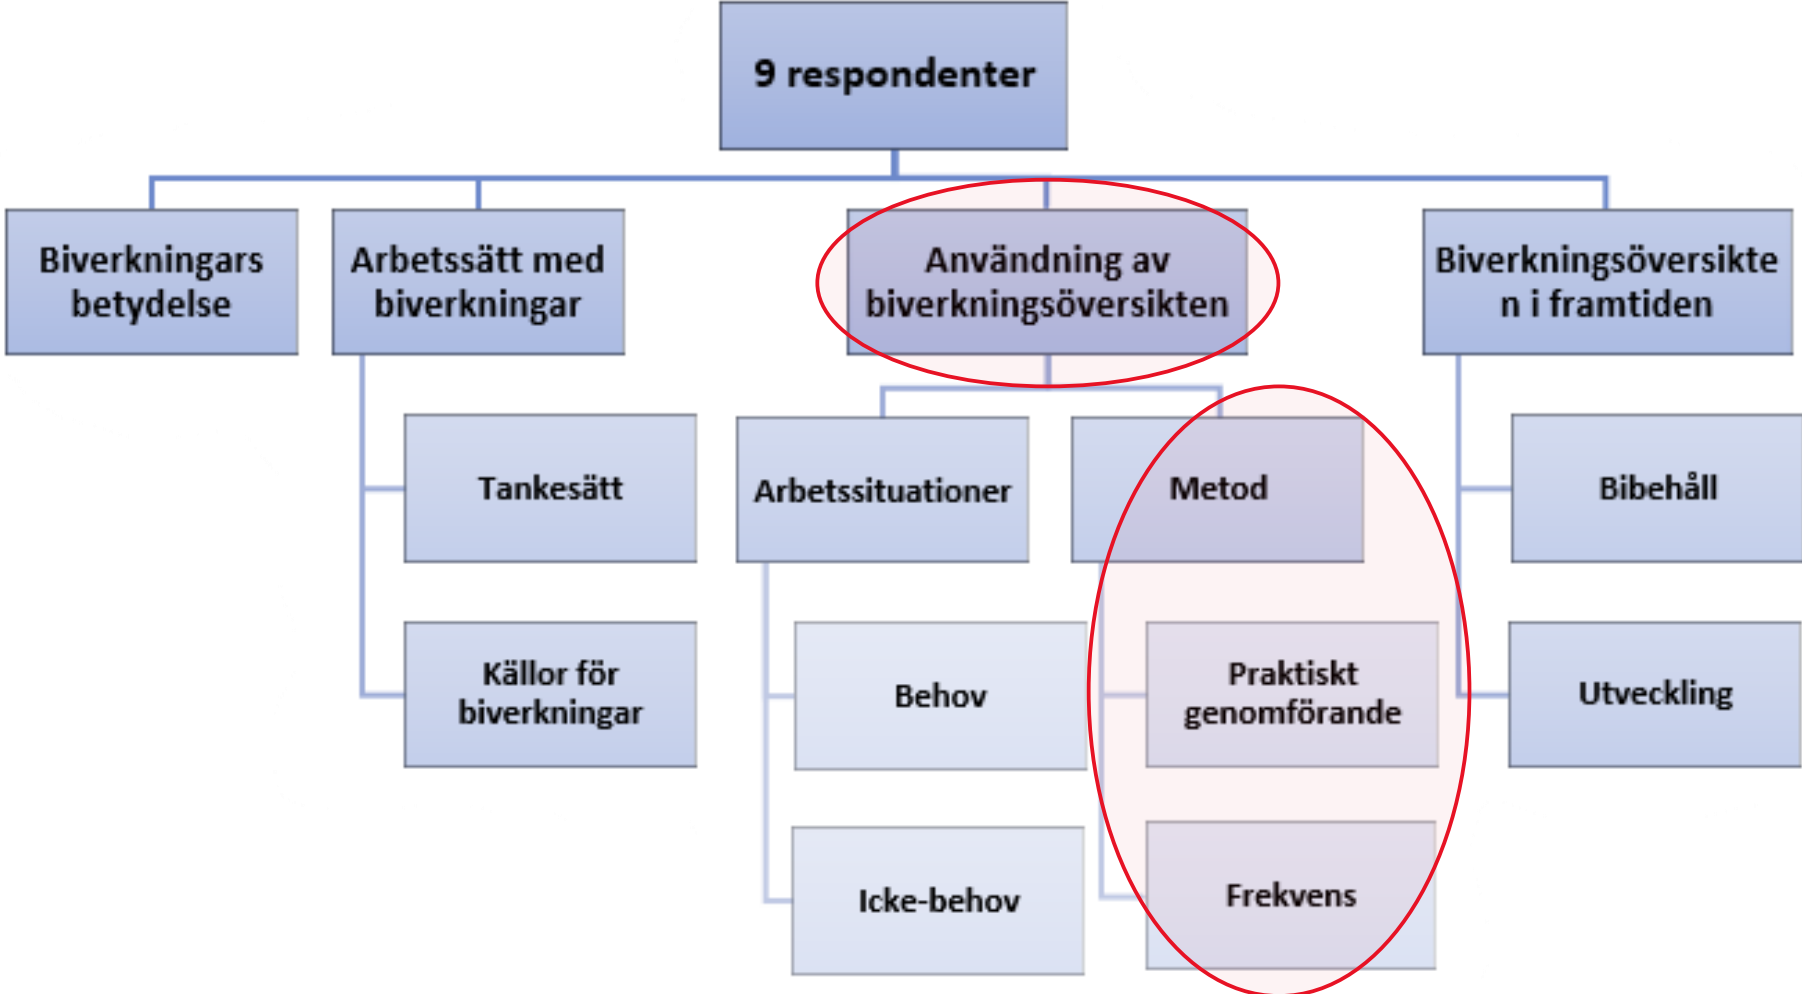 9 respondenter
Biverkningars
betydelse
Arbetssätt med
biverkningar
Användning av
biverkningsöversikten
Biverkningsöversikte
n i framtiden
Tankesätt
Källor för
biverkningar
Arbetssituationer
Behov
Icke-behov
Metod
Praktiskt
genomförande
Frekvens
Bibehåll
Utveckling